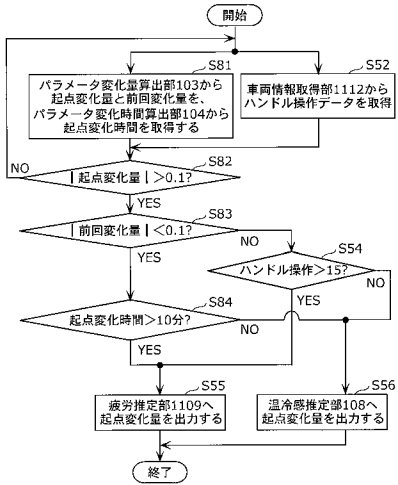 開始
S81
パラメータ変化量算出部103から
起点変化量と前回変化量を、
パラメータ変化時間算出部104から
起点変化時間を取得する
S52
車両情報取得部1112から
ハンドル操作データを取得
S82
|起点変化量|>0.1?
NO
YES
S83
|前回変化量|<0.1?
NO
YES
S54
ハンドル操作>15?
NO
YES
S84
起点変化時間>10分?
NO
YES
S55
疲労推定部1109へ
起点変化量を出力する
S56
温冷感推定部108へ
起点変化量を出力する
終了